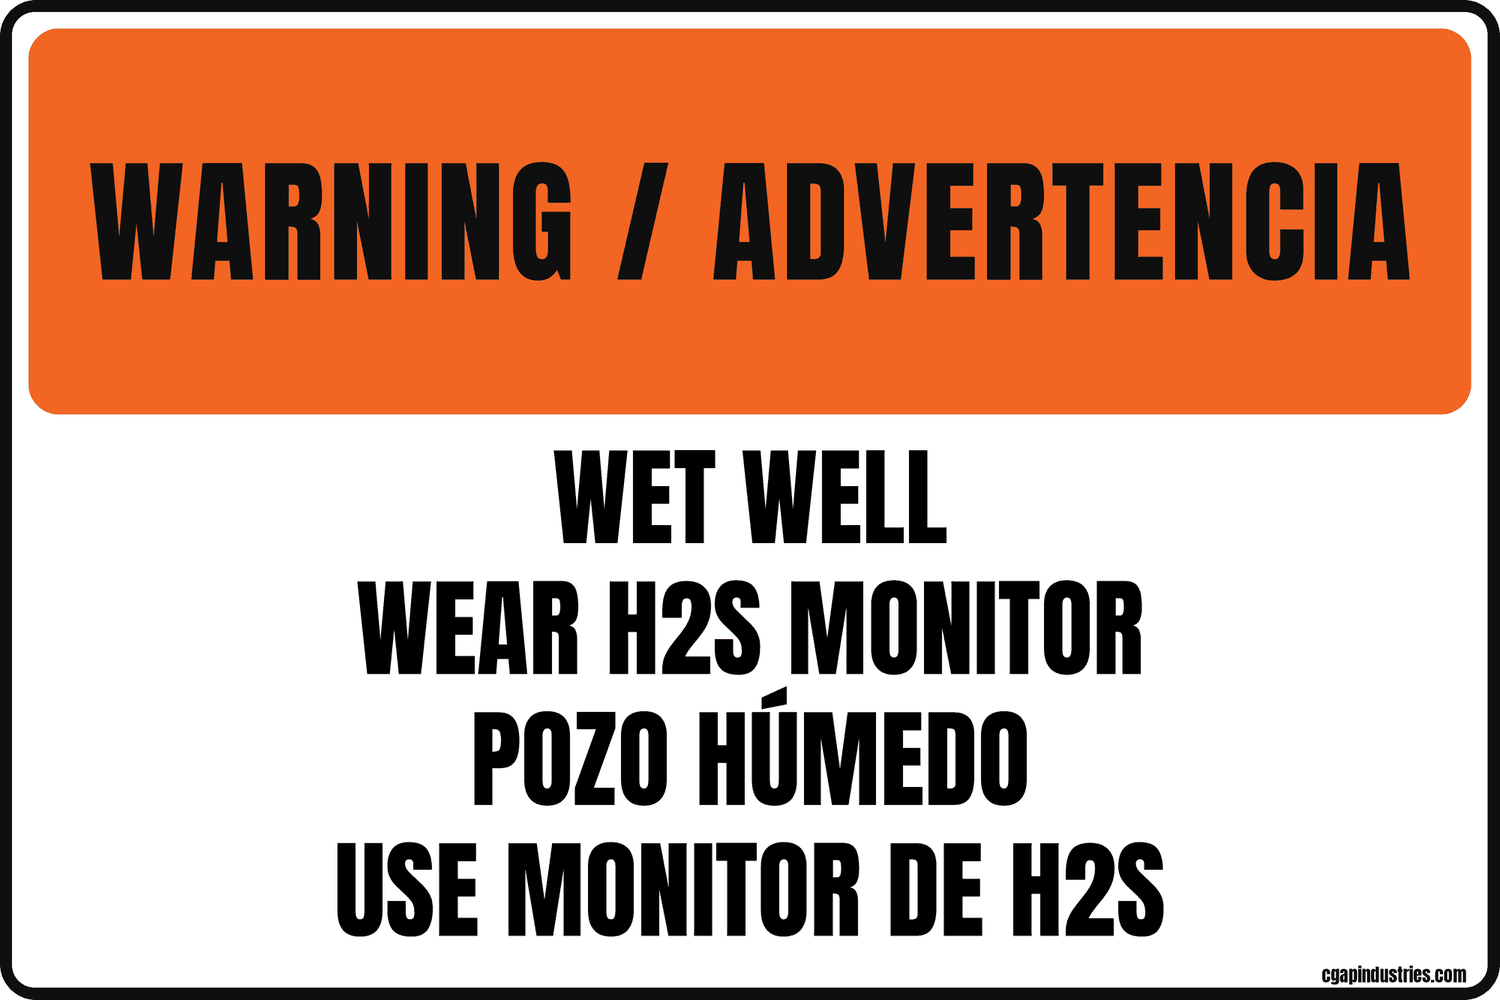 WARNING / ADVERTENCIA
WET WELL
WEAR H2S MONITOR
POZO HÚMEDO
USE MONITOR DE H2S
cgapindustries.com